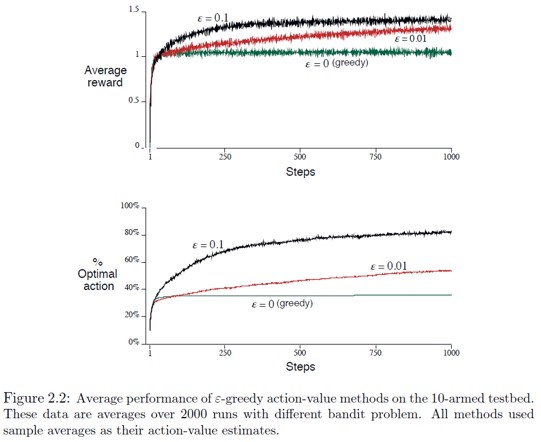 1.5
ε = 0.1
ε = 0.01
1
Average
reward
ε = 0 (greedy)
0.5
0
1
250
500
750
1000
Steps
100%
80%
ε = 0.1
%
Optimal
action
60%
ε = 0.01
40%
ε = 0 (greedy)
20%
0%
1
250
500
750
1000
Steps
Figure 2.2: Average performance of ε-greedy action-value methods on the 10-armed testbed.
These data are averages over 2000 runs with different bandit problem. All methods used
sample averages as their action-value estimates.